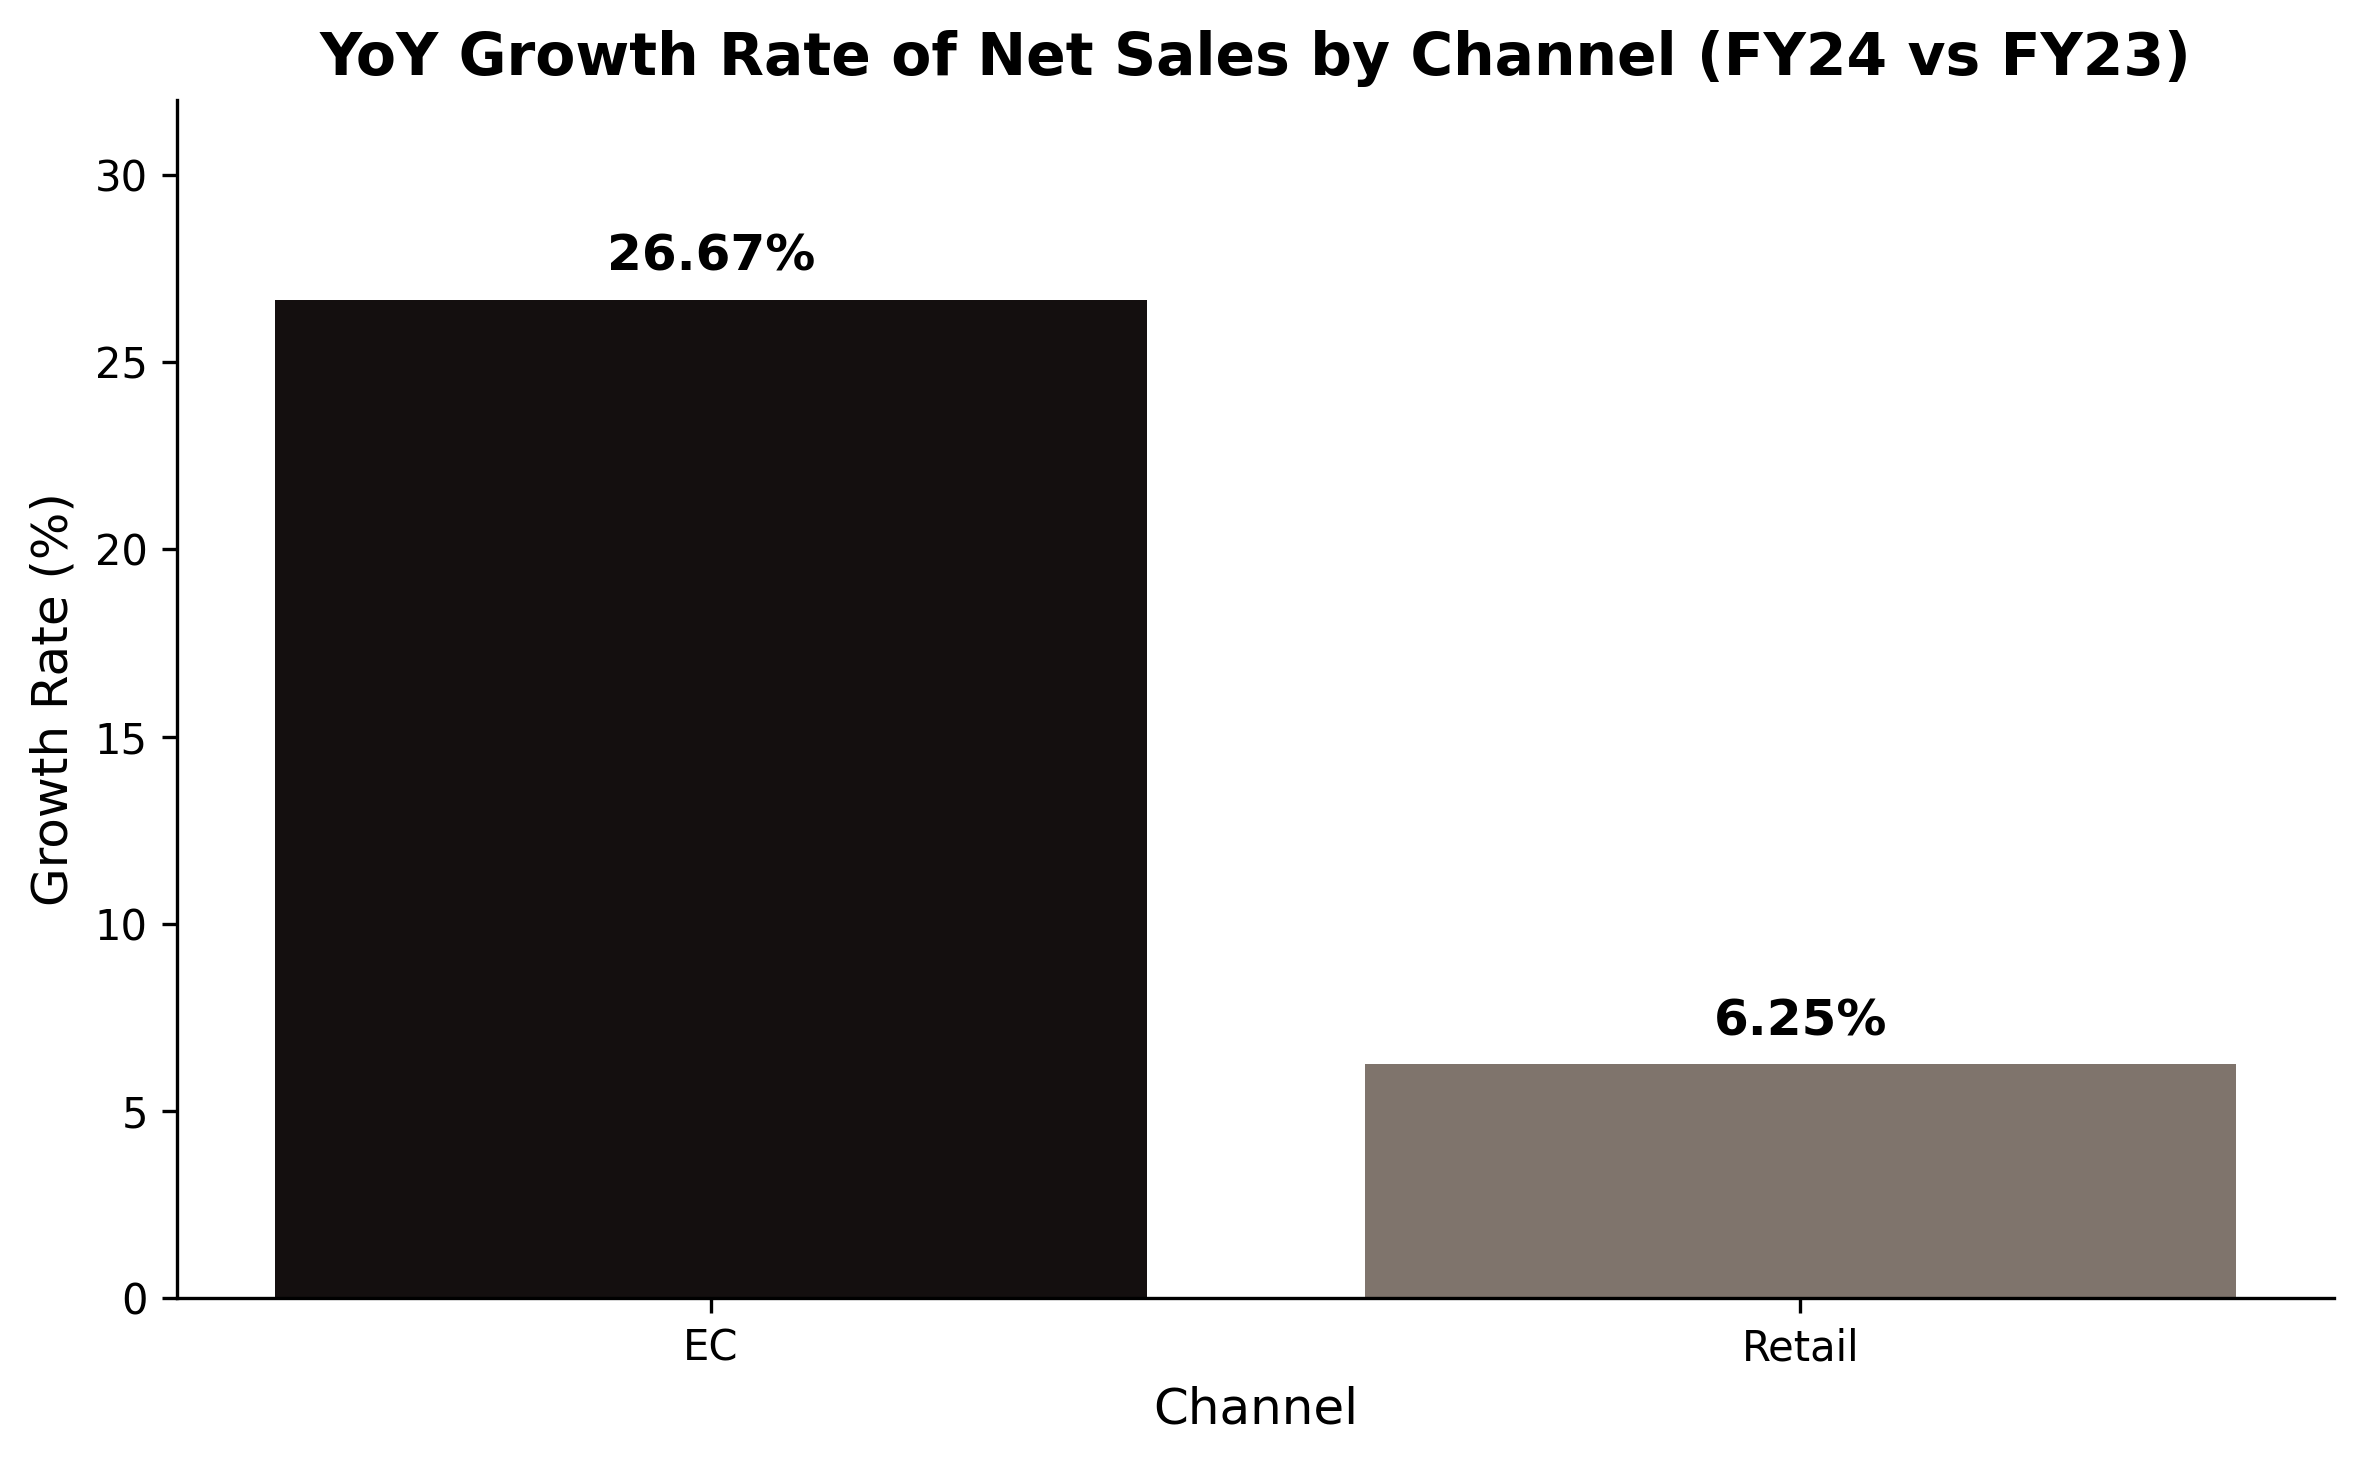 YoY Growth Rate of Net Sales by Channel (FY24 vs FY23)
Growth Rate (%)
30
25
20
15
10
5
0
26.67%
6.25%
EC
Retail
Channel